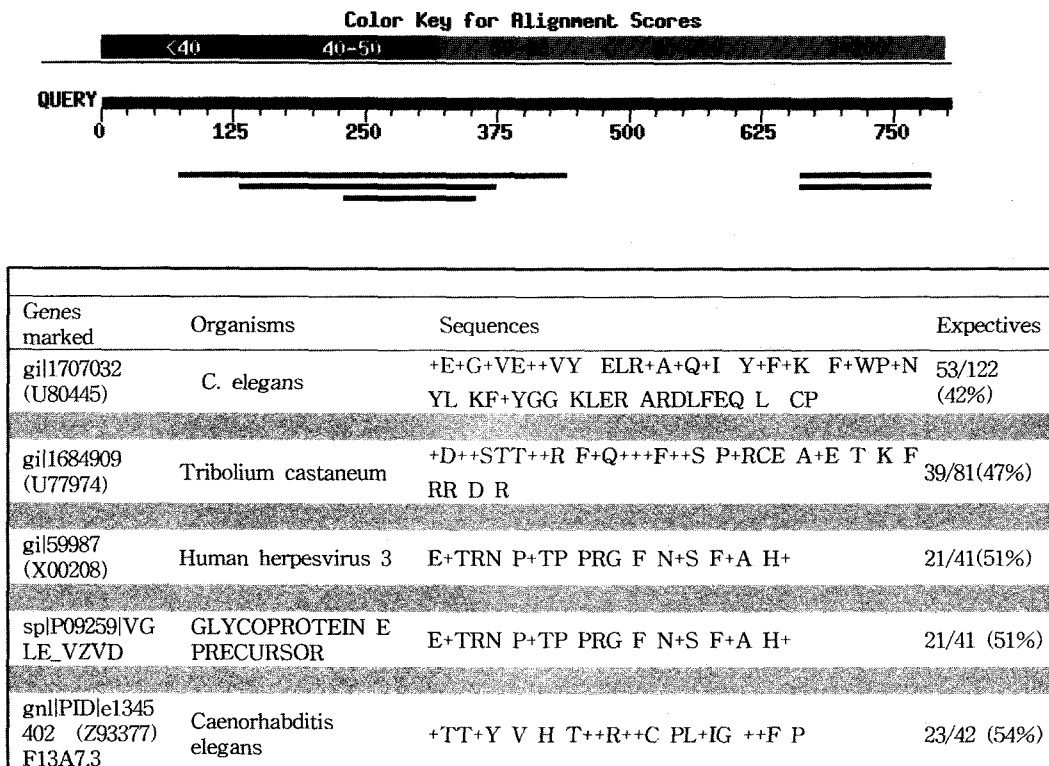 Color Key for Alignment Scores
<40 40-50
QUERY
0 125 250 375 500 625 750
Genes marked Organisms Sequences Expectives
gi|1707032 (U80445) C. elegans +E+G+VE++VY ELR+A+Q+I Y+F+K F+WP+N 53/122
YL KF+YGG KLER ARDLFEQ L CP (42%)
gi|1684909 (U77974) Tribolium castaneum +D++STT++R F+Q+++F++S P+RCE A+E T K F 39/81(47%)
RR D R
gi|59987 (X00208) Human herpesvirus 3 E+TRN P+TP PRG F N+S F+A H+ 21/41(51%)
sp|P09259|VG LE_VZVD GLYCOPROTEIN E PRECURSOR E+TRN P+TP PRG F N+S F+A H+ 21/41 (51%)
gnl|PID|e1345 402 (Z93377) F13A7.3 Caenorhabditis elegans +TT+Y V H T++R++C PL+IG ++F P 23/42 (54%)